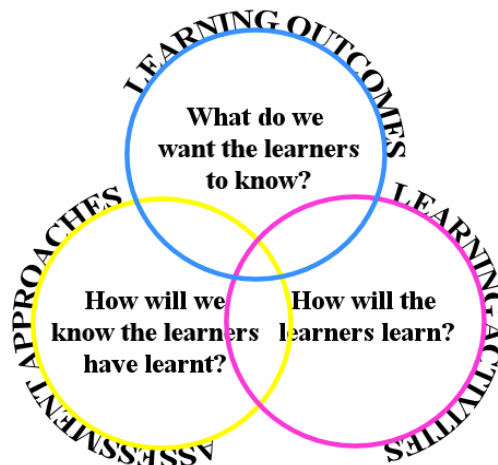 LEARNING OUTCOMES
What do we
want the learners
to know?
ASSESSMENT APPROACHES
How will we
know the learners
have learnt?
LEARNING ACTIVITIES
How will the
learners learn?